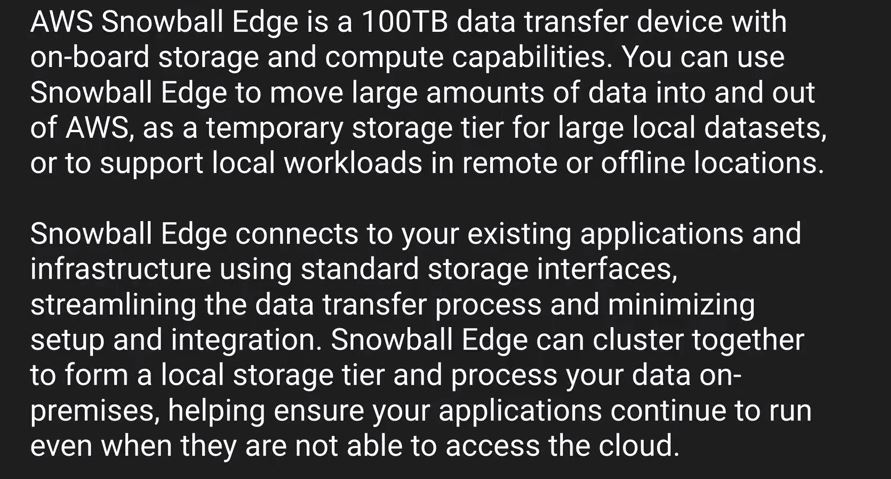 AWS Snowball Edge is a 100TB data transfer device with
on-board storage and compute capabilities. You can use
Snowball Edge to move large amounts of data into and out
of AWS, as a temporary storage tier for large local datasets,
or to support local workloads in remote or offline locations.
Snowball Edge connects to your existing applications and
infrastructure using standard storage interfaces,
streamlining the data transfer process and minimizing
setup and integration. Snowball Edge can cluster together
to form a local storage tier and process your data on-
premises, helping ensure your applications continue to run
even when they are not able to access the cloud.